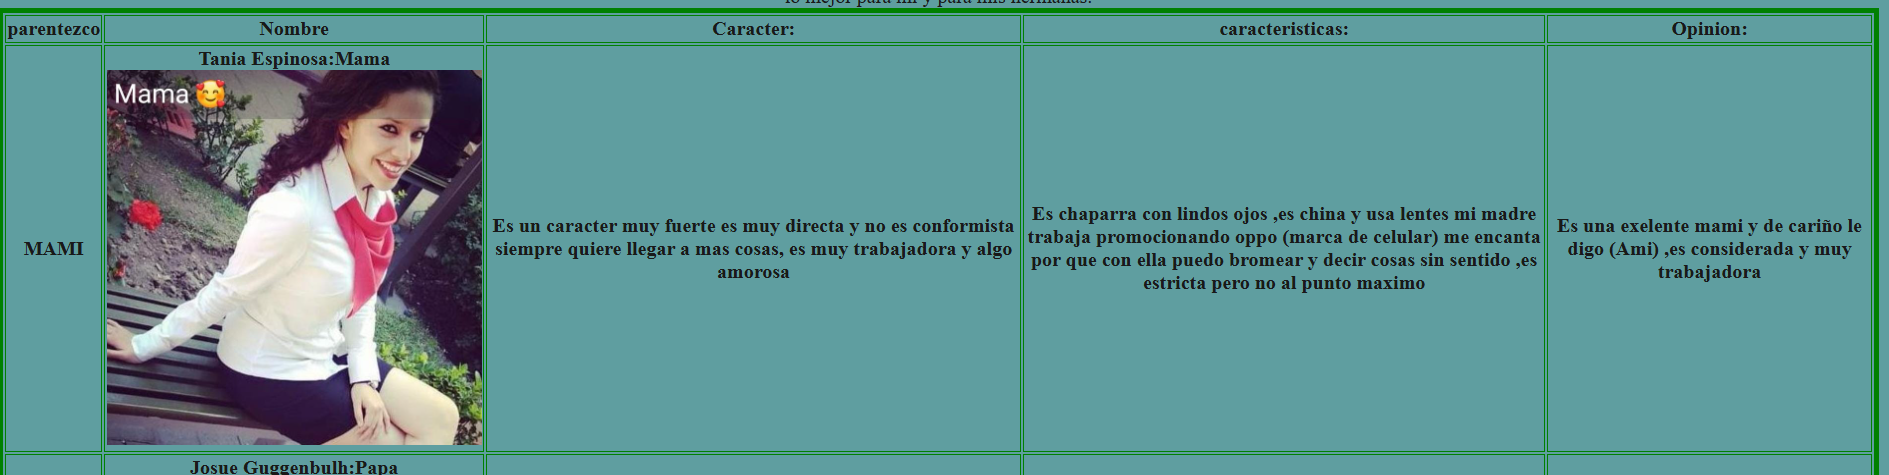 lo mejor para mi y para mis hermanas.
parentezco
Nombre
Caracter:
caracteristicas:
Opinion:
MAMI
Tania Espinosa:Mama
Mama 🥰
Es un caracter muy fuerte es muy directa y no es conformista
siempre quiere llegar a mas cosas, es muy trabajadora y algo
amorosa
Es chaparra con lindos ojos ,es china y usa lentes mi madre
trabaja promocionando oppo (marca de celular) me encanta
por que con ella puedo bromear y decir cosas sin sentido ,es
estricta pero no al punto maximo
Es una exelente mami y de cariño le
digo (Ami) ,es considerada y muy
trabajadora
Josue Guggenbulh:Papa